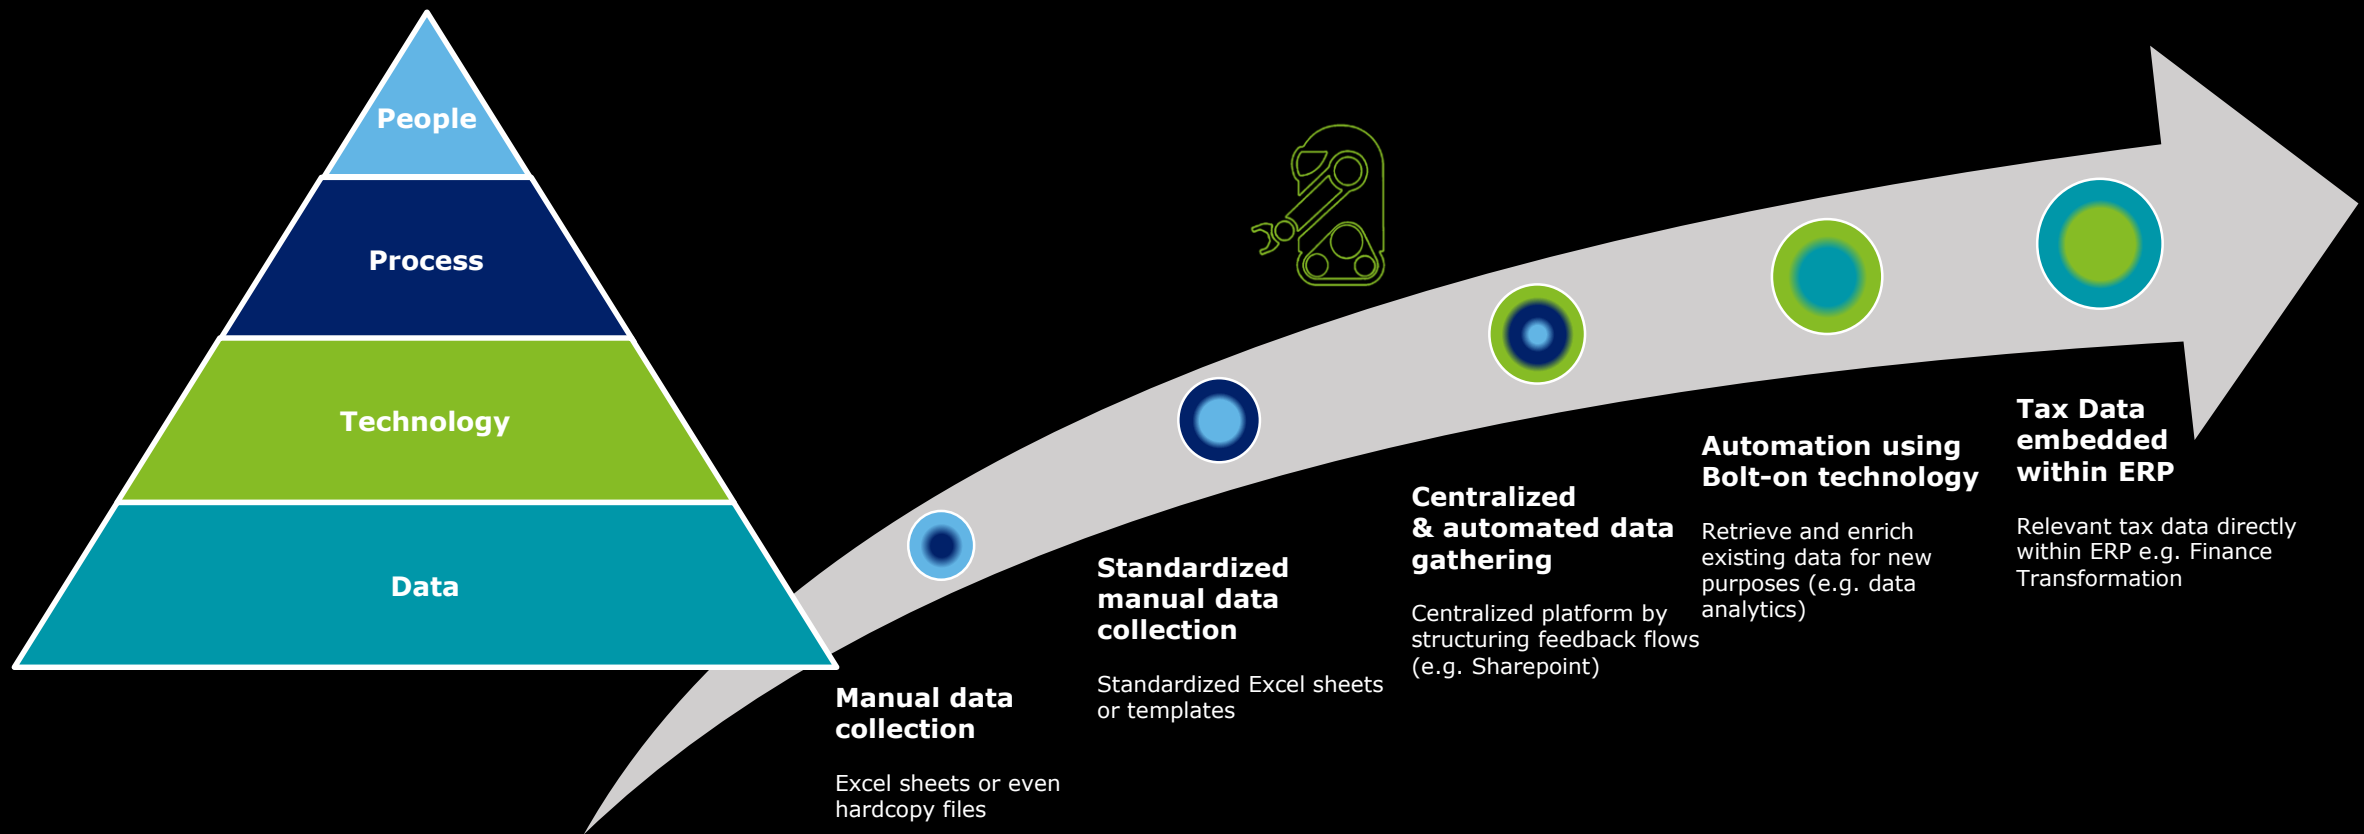 People
Process
Technology
Data
Manual data
collection
Excel sheets or even
hardcopy files
Standardized
manual data
collection
Standardized Excel sheets
or templates
Centralized
& automated data
gathering
Centralized platform by
structuring feedback flows
(e.g. Sharepoint)
Automation using
Bolt-on technology
Retrieve and enrich
existing data for new
purposes (e.g. data
analytics)
Tax Data
embedded
within ERP
Relevant tax data directly
within ERP e.g. Finance
Transformation